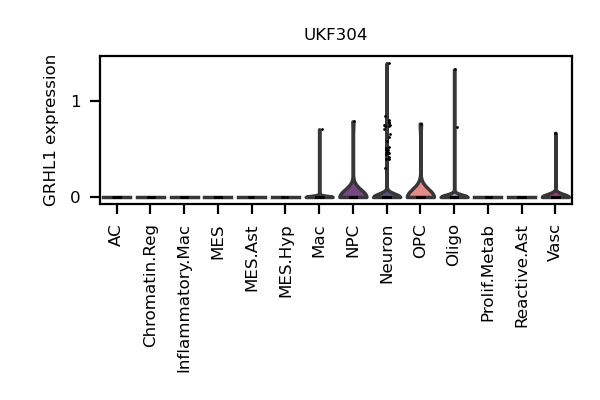 UKF304
GRHL1 expression
1
0
AC
Chromatin.Reg
Inflammatory.Mac
MES
MES.Ast
MES.Hyp
Mac
NPC
Neuron
OPC
Oligo
Prolif.Metab
Reactive.Ast
Vasc